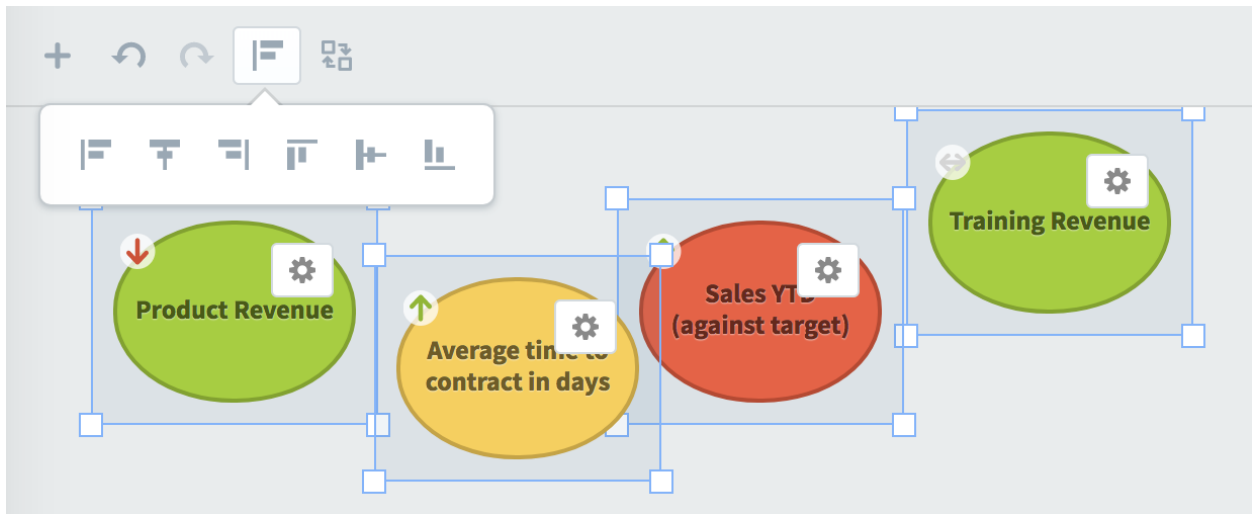 Product Revenue
Average time to
contract in days
Sales YTD
(against target)
Training Revenue